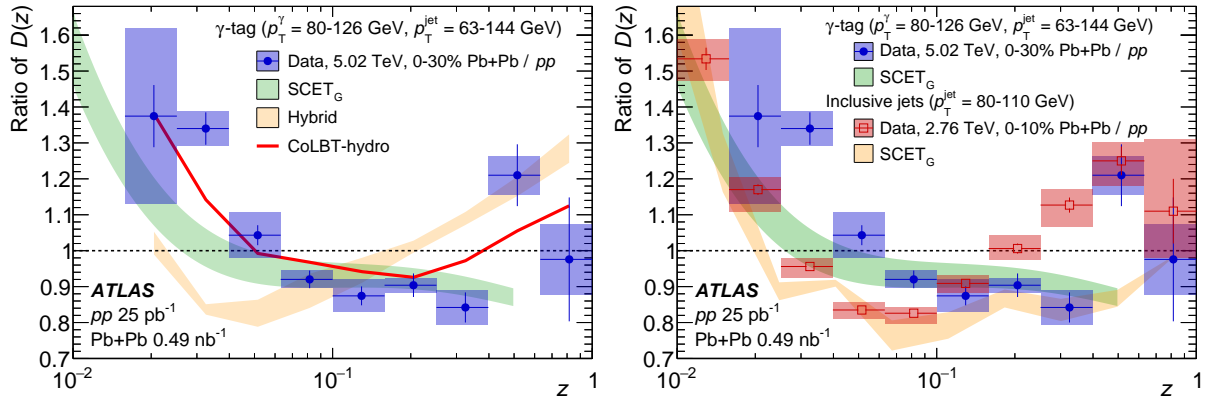 Ratio of D(z)
γ-tag (p_T^γ = 80-126 GeV, p_T^jet = 63-144 GeV)
Data, 5.02 TeV, 0-30% Pb+Pb / pp
SCET_G
Hybrid
CoLBT-hydro
1.6
1.5
1.4
1.3
1.2
1.1
1
0.9
0.8
0.7
ATLAS
pp 25 pb⁻¹
Pb+Pb 0.49 nb⁻¹
10⁻² 10⁻¹ 1
z
Ratio of D(z)
γ-tag (p_T^γ = 80-126 GeV, p_T^jet = 63-144 GeV)
Data, 5.02 TeV, 0-30% Pb+Pb / pp
SCET_G
Inclusive jets (p_T^jet = 80-110 GeV)
Data, 2.76 TeV, 0-10% Pb+Pb / pp
SCET_G
1.6
1.5
1.4
1.3
1.2
1.1
1
0.9
0.8
0.7
ATLAS
pp 25 pb⁻¹
Pb+Pb 0.49 nb⁻¹
10⁻² 10⁻¹ 1
z